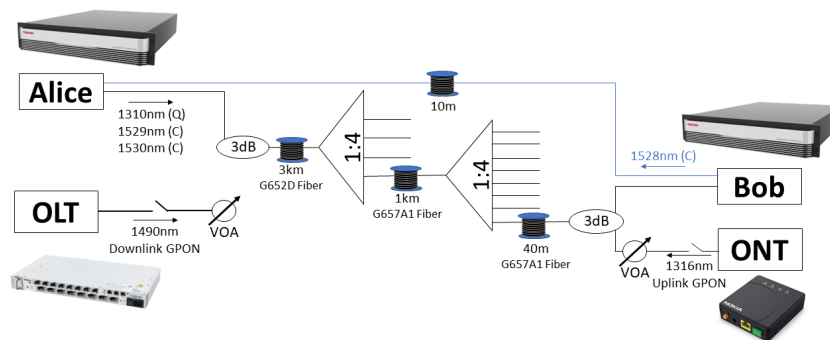 Alice
1310nm (Q)
1529nm (C)
1530nm (C)
3dB
3km
G652D Fiber
1:4
10m
1km
G657A1 Fiber
1:4
40m
G657A1 Fiber
3dB
1528nm (C)
Bob
OLT
1490nm
Downlink GPON
VOA
VOA
1316nm
Uplink GPON
ONT
NOKIA